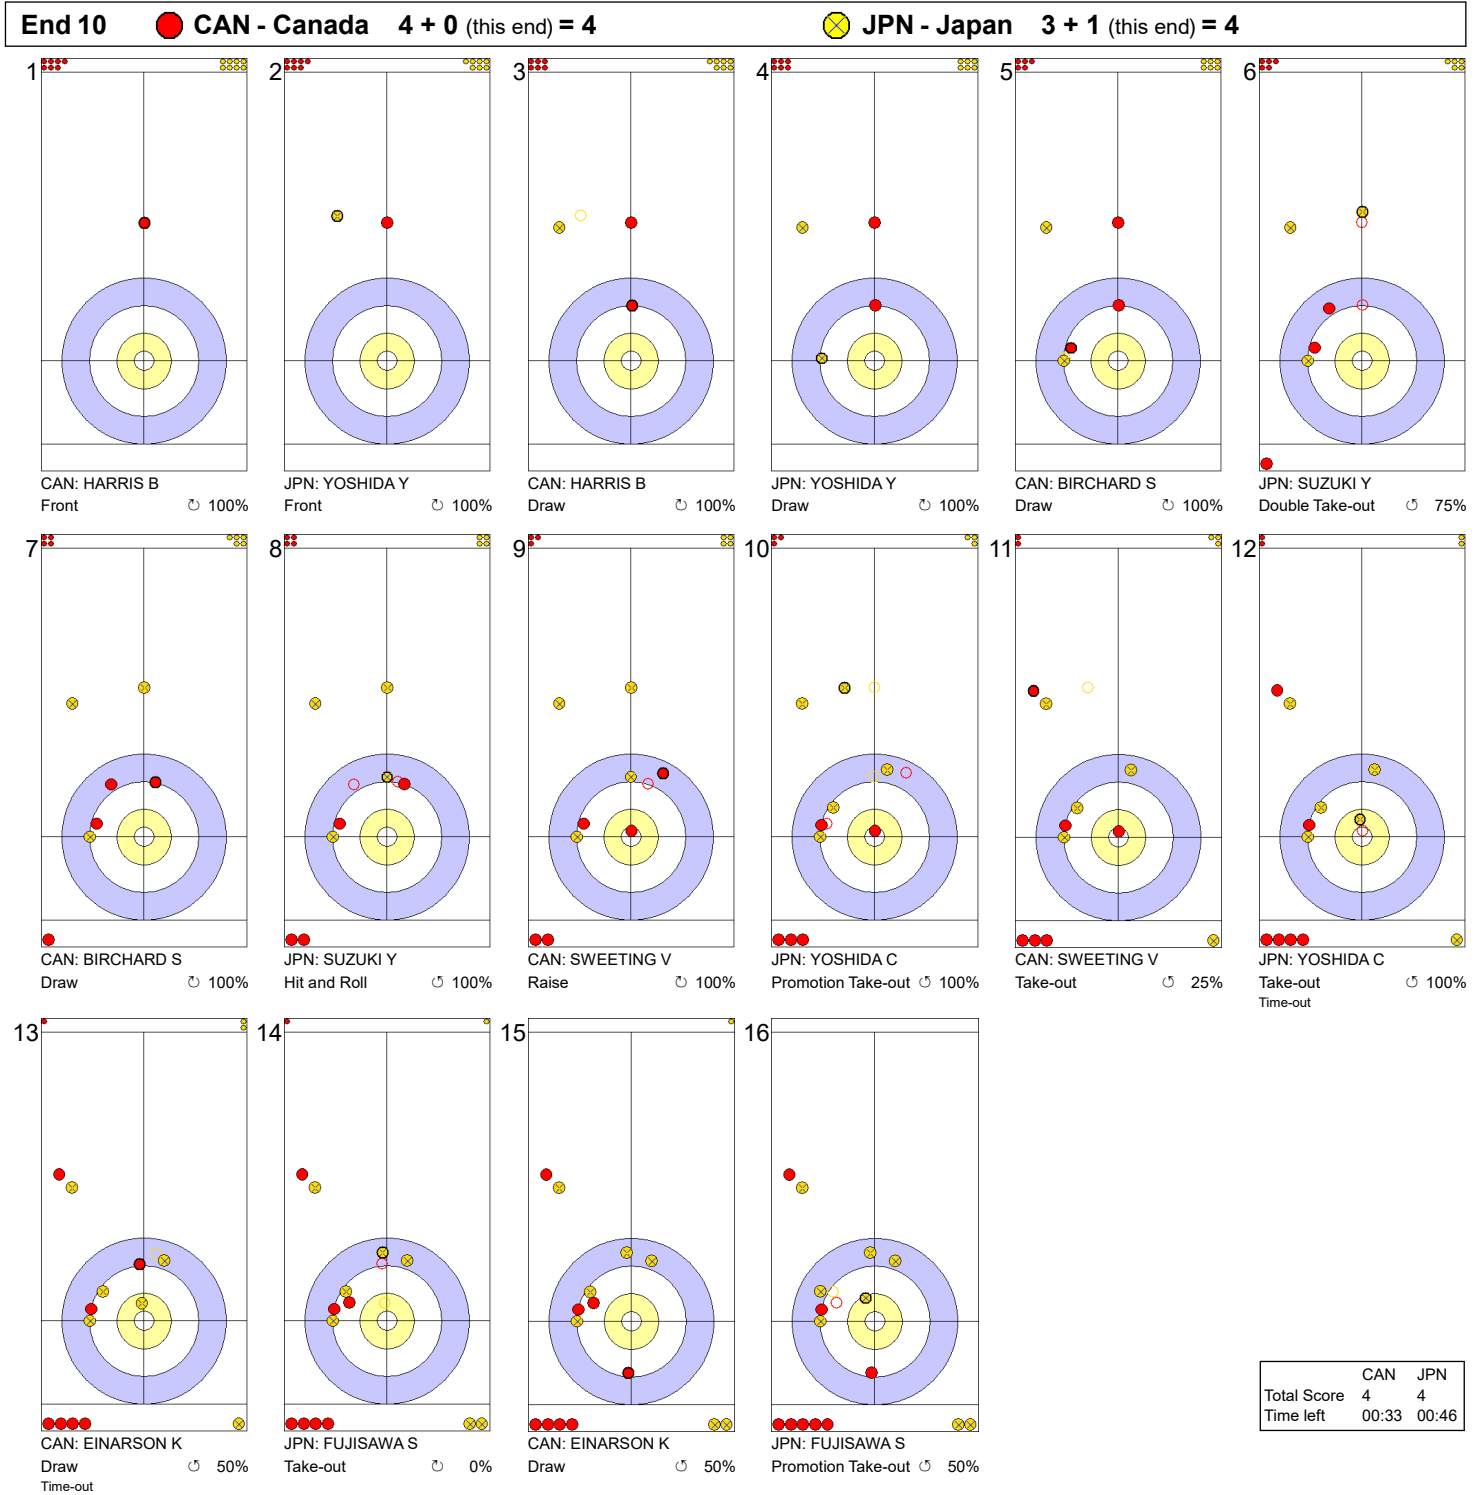 End 10 CAN - Canada 4 + 0 (this end) = 4 JPN - Japan 3 + 1 (this end) = 4
1 2 3 4 5 6
CAN: HARRIS B JPN: YOSHIDA Y CAN: HARRIS B JPN: YOSHIDA Y CAN: BIRCHARD S JPN: SUZUKI Y
Front ↻ 100% Front ↻ 100% Draw ↻ 100% Draw ↻ 100% Draw ↻ 100% Double Take-out ↺ 75%
7 8 9 10 11 12
CAN: BIRCHARD S JPN: SUZUKI Y CAN: SWEETING V JPN: YOSHIDA C CAN: SWEETING V JPN: YOSHIDA C
Draw ↻ 100% Hit and Roll ↻ 100% Raise ↻ 100% Promotion Take-out ↺ 100% Take-out ↺ 25% Take-out ↻ 100%
Time-out
13 14 15 16
CAN: EINARSON K JPN: FUJISAWA S CAN: EINARSON K JPN: FUJISAWA S
Draw ↺ 50% Take-out ↻ 0% Draw ↺ 50% Promotion Take-out ↺ 50%
Time-out
CAN JPN
Total Score 4 4
Time left 00:33 00:46